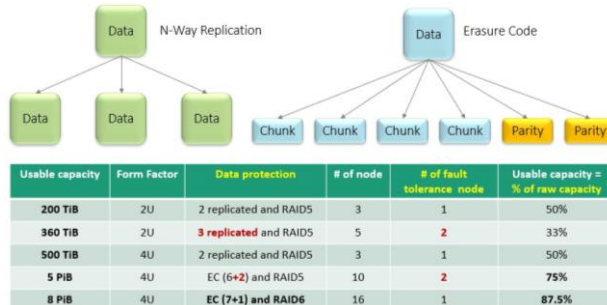 N-Way Replication
Erasure Code
Data
Data
Data Data Data
Chunk Chunk Chunk Chunk Parity Parity
Usable capacity Form Factor Data protection # of node # of fault tolerance node Usable capacity = % of raw capacity
200 TiB 2U 2 replicated and RAID5 3 1 50%
360 TiB 2U 3 replicated and RAID5 5 2 33%
500 TiB 4U 2 replicated and RAID5 3 1 50%
5 PiB 4U EC (6+2) and RAID5 10 2 75%
8 PiB 4U EC (7+1) and RAID6 16 1 87.5%